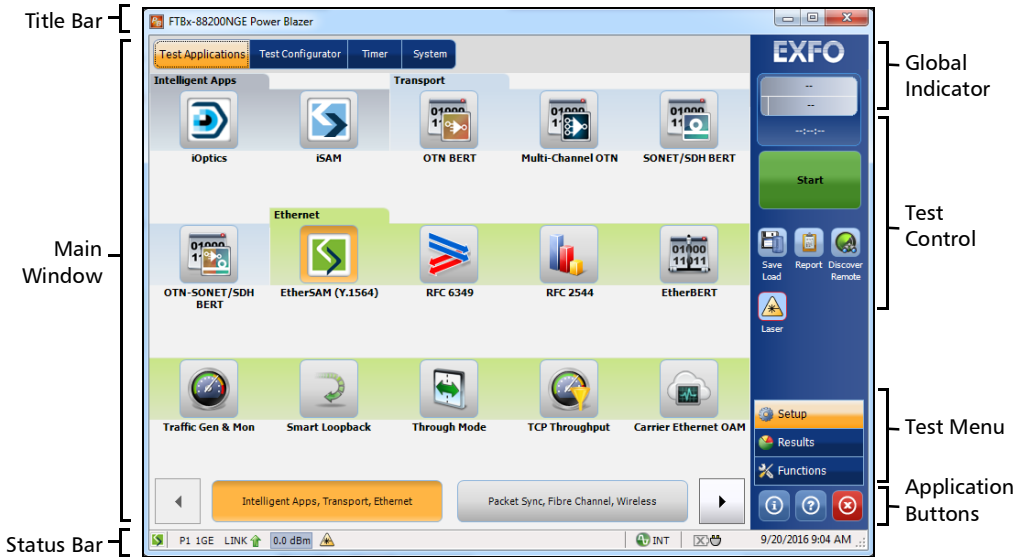 Title Bar
FTBx-88200NGE Power Blazer
Test Applications Test Configurator Timer System
EXFO
Global
Indicator
Intelligent Apps
Transport
--
--
--:--:--
iOptics
iSAM
OTN BERT
Multi-Channel OTN
SONET/SDH BERT
Start
Test
Control
Main
Window
Ethernet
Save
Load
Report
Discover
Remote
OTN-SONET/SDH
BERT
EtherSAM (Y.1564)
RFC 6349
RFC 2544
EtherBERT
Laser
Traffic Gen & Mon
Smart Loopback
Through Mode
TCP Throughput
Carrier Ethernet OAM
Setup
Results
Functions
Test Menu
Intelligent Apps, Transport, Ethernet
Packet Sync, Fibre Channel, Wireless
Application
Buttons
Status Bar
P1 1GE LINK 0.0 dBm
INT
9/20/2016 9:04 AM